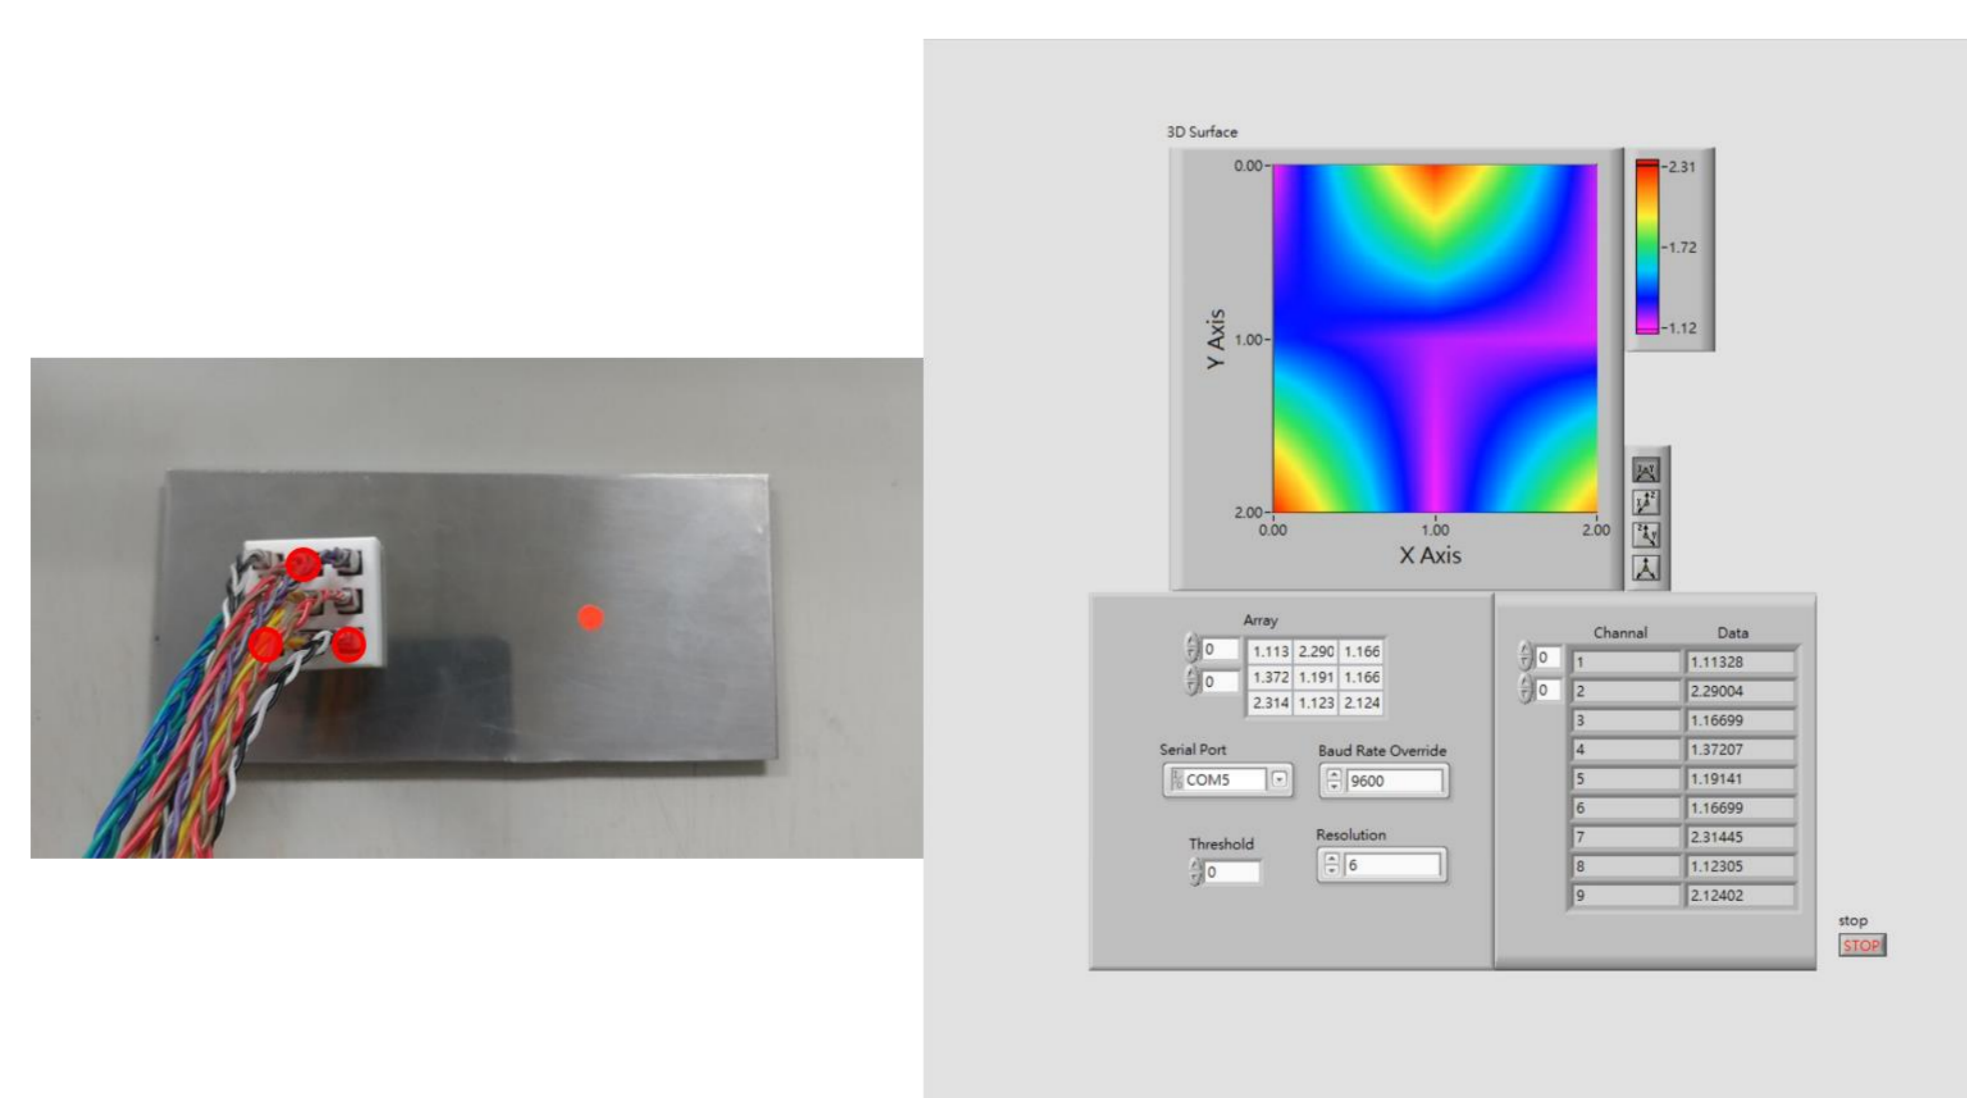 3D Surface
0.00
1.00
2.00
Y Axis
0.00 1.00 2.00
X Axis
2.31
1.72
1.12
Array
0
0
1.113 2.290 1.166
1.372 1.191 1.166
2.314 1.123 2.124
Serial Port
COM5
Baud Rate Override
9600
Threshold
0
Resolution
6
Channal Data
0
0
1 1.11328
2 2.29004
3 1.16699
4 1.37207
5 1.19141
6 1.16699
7 2.31445
8 1.12305
9 2.12402
stop
STOP